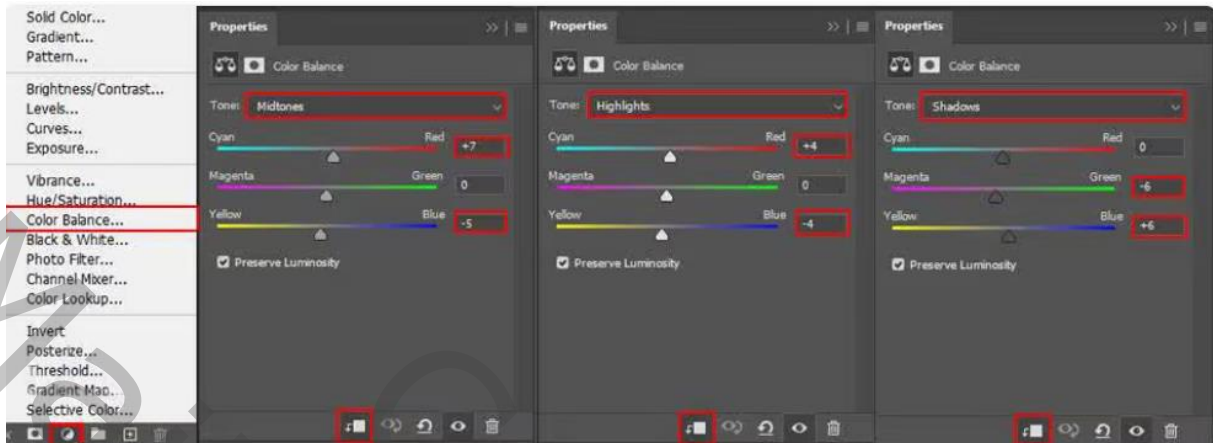 Solid Color...
Gradient...
Pattern...
Brightness/Contrast...
Levels...
Curves...
Exposure...
Vibrance...
Hue/Saturation...
Color Balance...
Black & White...
Photo Filter...
Channel Mixer...
Color Lookup...
Invert
Posterize...
Threshold...
Gradient Map...
Selective Color...
Properties
Color Balance
Tone: Midtones
Cyan Red +7
Magenta Green 0
Yellow Blue -5
Preserve Luminosity
Properties
Color Balance
Tone: Highlights
Cyan Red +4
Magenta Green 0
Yellow Blue -4
Preserve Luminosity
Properties
Color Balance
Tone: Shadows
Cyan Red 0
Magenta Green -6
Yellow Blue +6
Preserve Luminosity